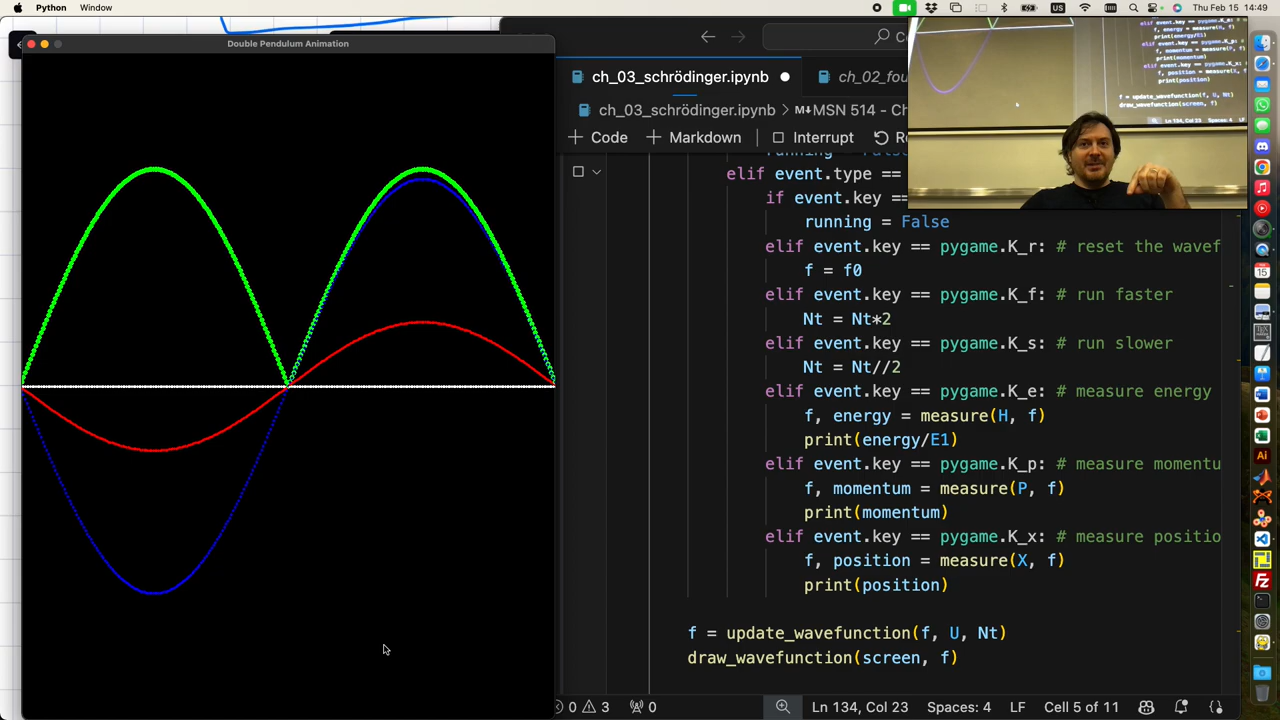 Python Window
Thu Feb 15 14:49
US
Double Pendulum Animation
ch_03_schrödinger.ipynb
ch_02_fou
ch_03_schrödinger.ipynb > M↓MSN 514 - Ch
+ Code + Markdown Interrupt Re
elif event.type ==
if event.key ==
running = False
elif event.key == pygame.K_r: # reset the wavef
f = f0
elif event.key == pygame.K_f: # run faster
Nt = Nt*2
elif event.key == pygame.K_s: # run slower
Nt = Nt//2
elif event.key == pygame.K_e: # measure energy
f, energy = measure(H, f)
print(energy/E1)
elif event.key == pygame.K_p: # measure momentu
f, momentum = measure(P, f)
print(momentum)
elif event.key == pygame.K_x: # measure positio
f, position = measure(X, f)
print(position)
f = update_wavefunction(f, U, Nt)
draw_wavefunction(screen, f)
0 3 0 Ln 134, Col 23 Spaces: 4 LF Cell 5 of 11